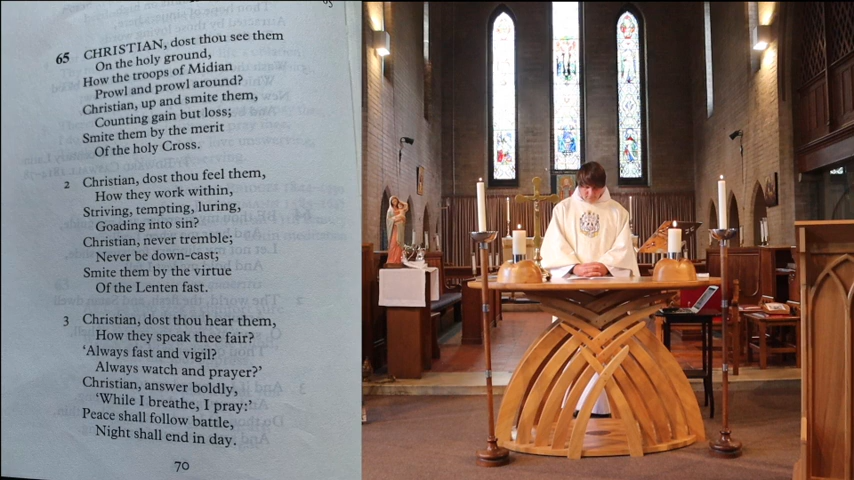 65 CHRISTIAN, dost thou see them
On the holy ground,
How the troops of Midian
Prowl and prowl around?
Christian, up and smite them,
Counting gain but loss;
Smite them by the merit
Of the holy Cross.
2 Christian, dost thou feel them,
How they work within,
Striving, tempting, luring,
Goading into sin?
Christian, never tremble;
Never be down-cast;
Smite them by the virtue
Of the Lenten fast.
3 Christian, dost thou hear them,
How they speak thee fair?
‘Always fast and vigil?
Always watch and prayer?’
Christian, answer boldly,
‘While I breathe, I pray:’
Peace shall follow battle,
Night shall end in day.
70